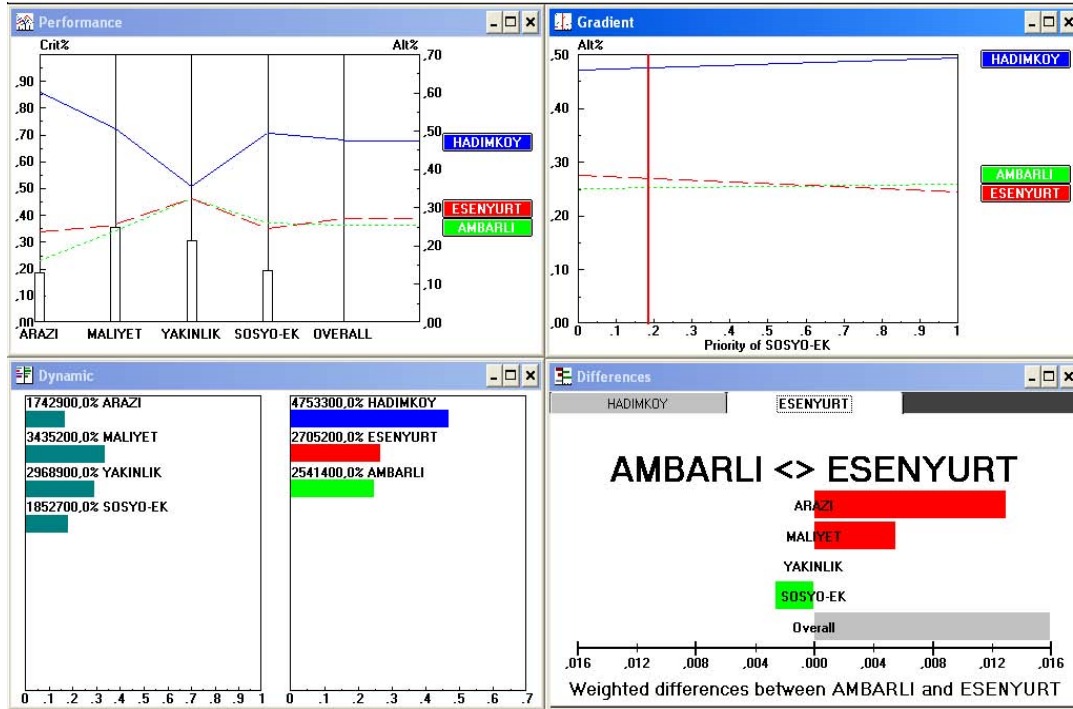 Performance
Crit% Alt%
,90
,80
,70
,60
,50
,40
,30
,20
,10
,00
,70
,60
,50
,40
,30
,20
,10
,00
HADIMKOY
ESENYURT
AMBARLI
ARAZI MALIYET YAKINLIK SOSYO-EK OVERALL
Gradient
Alt%
,50
,40
,30
,20
,10
,00
HADIMKOY
AMBARLI
ESENYURT
0 .1 .2 .3 .4 .5 .6 .7 .8 .9 1
Priority of SOSYO-EK
Dynamic
1742900,0% ARAZI
3435200,0% MALIYET
2968900,0% YAKINLIK
1852700,0% SOSYO-EK
0 .1 .2 .3 .4 .5 .6 .7 .8 .9 1
4753300,0% HADIMKOY
2705200,0% ESENYURT
2541400,0% AMBARLI
0 .1 .2 .3 .4 .5 .6 .7
Differences
HADIMKOY ESENYURT
AMBARLI <> ESENYURT
ARAZI
MALIYET
YAKINLIK
SOSYO-EK
Overall
,016 ,012 ,008 ,004 ,000 ,004 ,008 ,012 ,016
Weighted differences between AMBARLI and ESENYURT